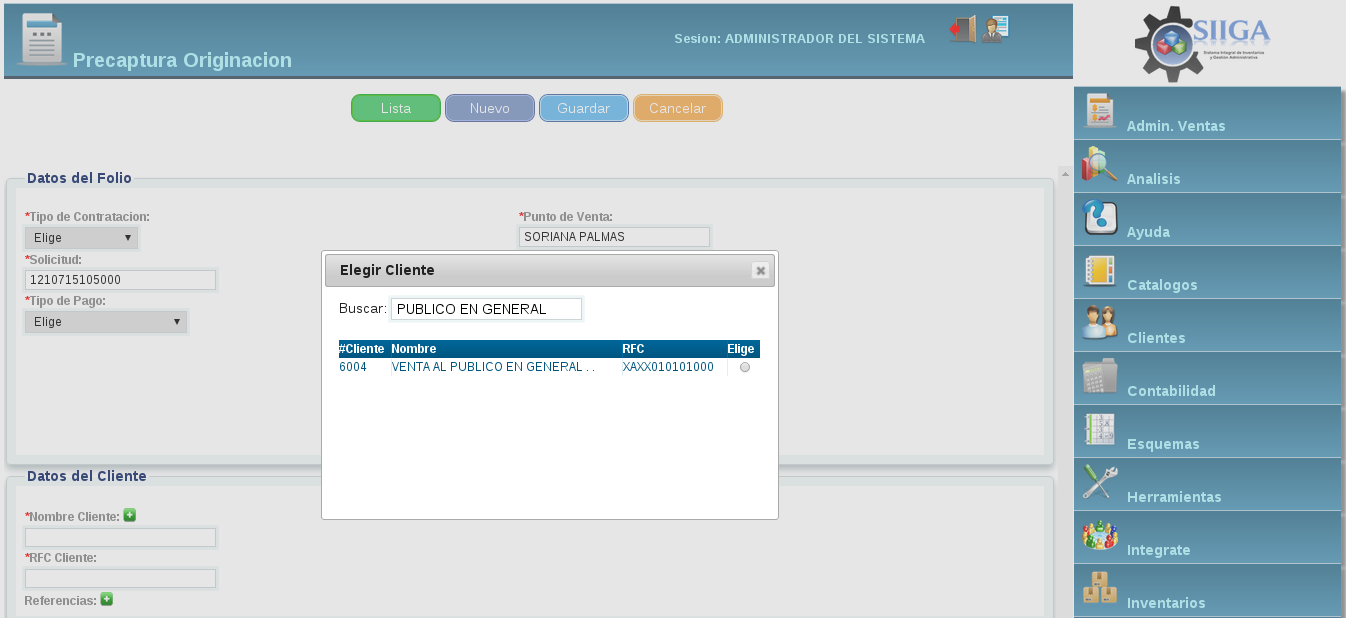 Precaptura Originacion
Sesion: ADMINISTRADOR DEL SISTEMA
SIIGA
Sistema Integral de Inventarios
y Gestion Administrativa
Lista
Nuevo
Guardar
Cancelar
Datos del Folio
*Tipo de Contratacion:
Elige
*Punto de Venta:
SORIANA PALMAS
*Solicitud:
1210715105000
*Tipo de Pago:
Elige
Elegir Cliente
Buscar: PUBLICO EN GENERAL
#Cliente Nombre RFC Elige
6004 VENTA AL PUBLICO EN GENERAL . . XAXX010101000
Datos del Cliente
*Nombre Cliente:
*RFC Cliente:
Referencias:
Admin. Ventas
Analisis
Ayuda
Catalogos
Clientes
Contabilidad
Esquemas
Herramientas
Integrate
Inventarios